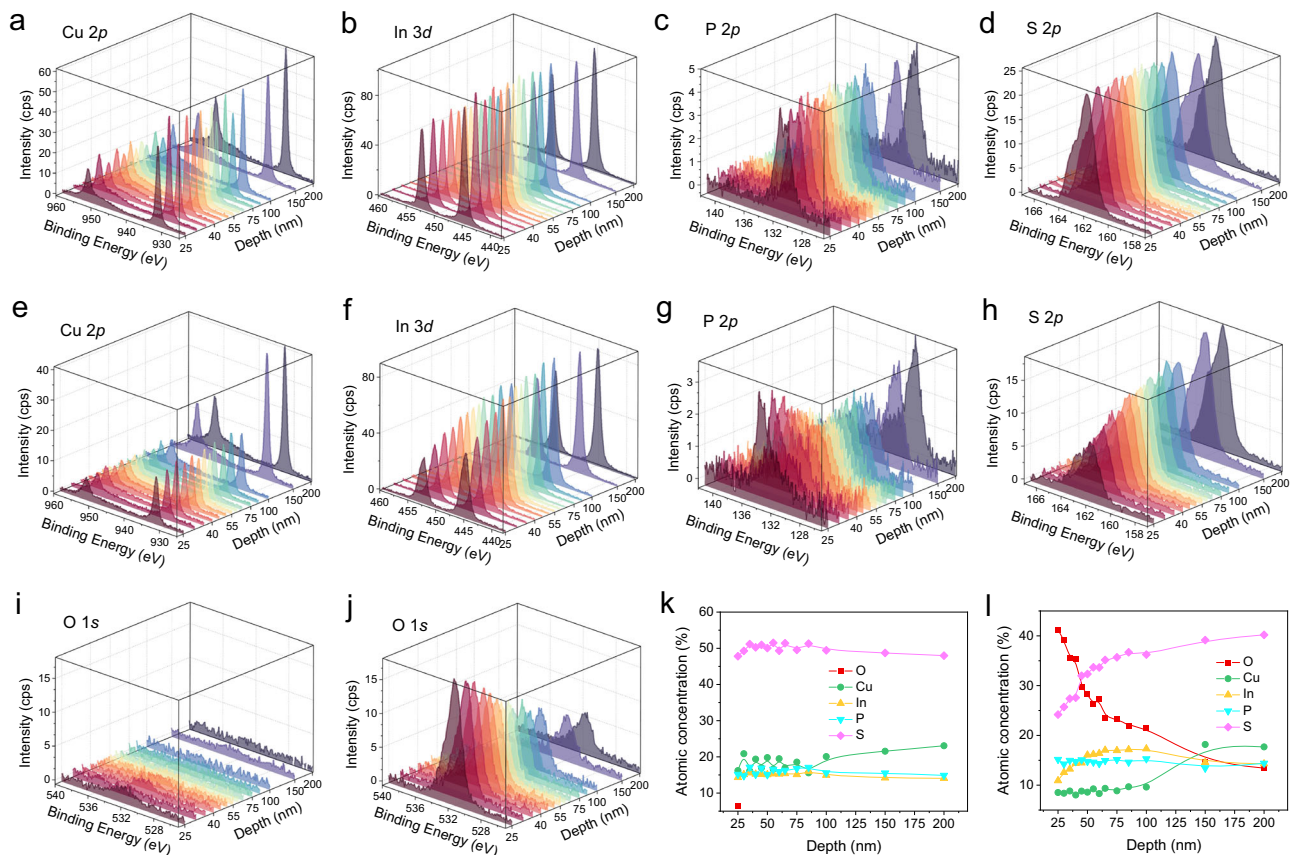 a
Cu 2p
60
50
40
30
20
10
0
Intensity (cps)
960
950
940
930
Binding Energy (eV)
25
40
55
75
100
150
200
Depth (nm)
b
In 3d
80
40
0
Intensity (cps)
460
455
450
445
440
Binding Energy (eV)
25
40
55
75
100
150
200
Depth (nm)
c
P 2p
5
4
3
2
1
0
Intensity (cps)
140
136
132
128
Binding Energy (eV)
25
40
55
75
100
150
200
Depth (nm)
d
S 2p
25
20
15
10
5
0
Intensity (cps)
166
164
162
160
158
Binding Energy (eV)
25
40
55
75
100
150
200
Depth (nm)
e
Cu 2p
40
30
20
10
0
Intensity (cps)
960
950
940
930
Binding Energy (eV)
25
40
55
75
100
150
200
Depth (nm)
f
In 3d
80
40
0
Intensity (cps)
460
455
450
445
440
Binding Energy (eV)
25
40
55
75
100
150
200
Depth (nm)
g
P 2p
3
2
1
0
Intensity (cps)
140
136
132
128
Binding Energy (eV)
25
40
55
75
100
150
200
Depth (nm)
h
S 2p
15
10
5
0
Intensity (cps)
166
164
162
160
158
Binding Energy (eV)
25
40
55
75
100
150
200
Depth (nm)
i
O 1s
15
10
5
0
Intensity (cps)
540
536
532
528
Binding Energy (eV)
25
40
55
75
100
150
200
Depth (nm)
j
O 1s
15
10
5
0
Intensity (cps)
540
536
532
528
Binding Energy (eV)
25
40
55
75
100
150
200
Depth (nm)
k
60
50
40
30
20
10
Atomic concentration (%)
O
Cu
In
P
S
25 50 75 100 125 150 175 200
Depth (nm)
l
40
30
20
10
Atomic concentration (%)
O
Cu
In
P
S
25 50 75 100 125 150 175 200
Depth (nm)